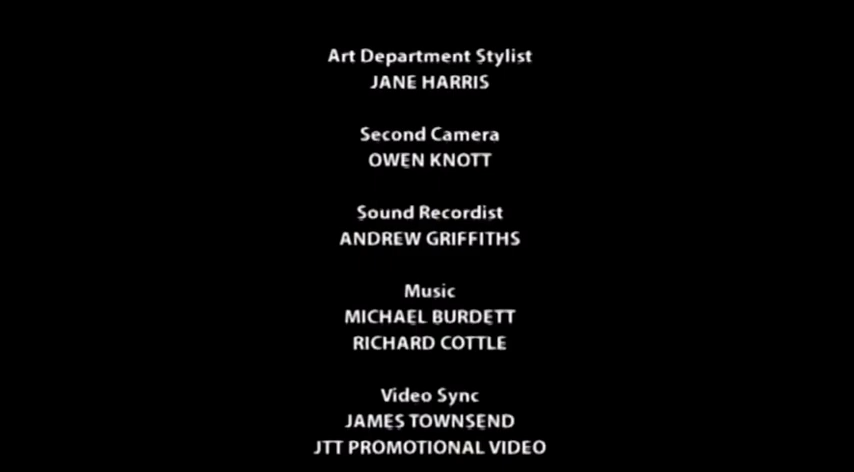 Art Department Stylist
JANE HARRIS
Second Camera
OWEN KNOTT
Sound Recordist
ANDREW GRIFFITHS
Music
MICHAEL BURDETT
RICHARD COTTLE
Video Sync
JAMES TOWNSEND
JTT PROMOTIONAL VIDEO